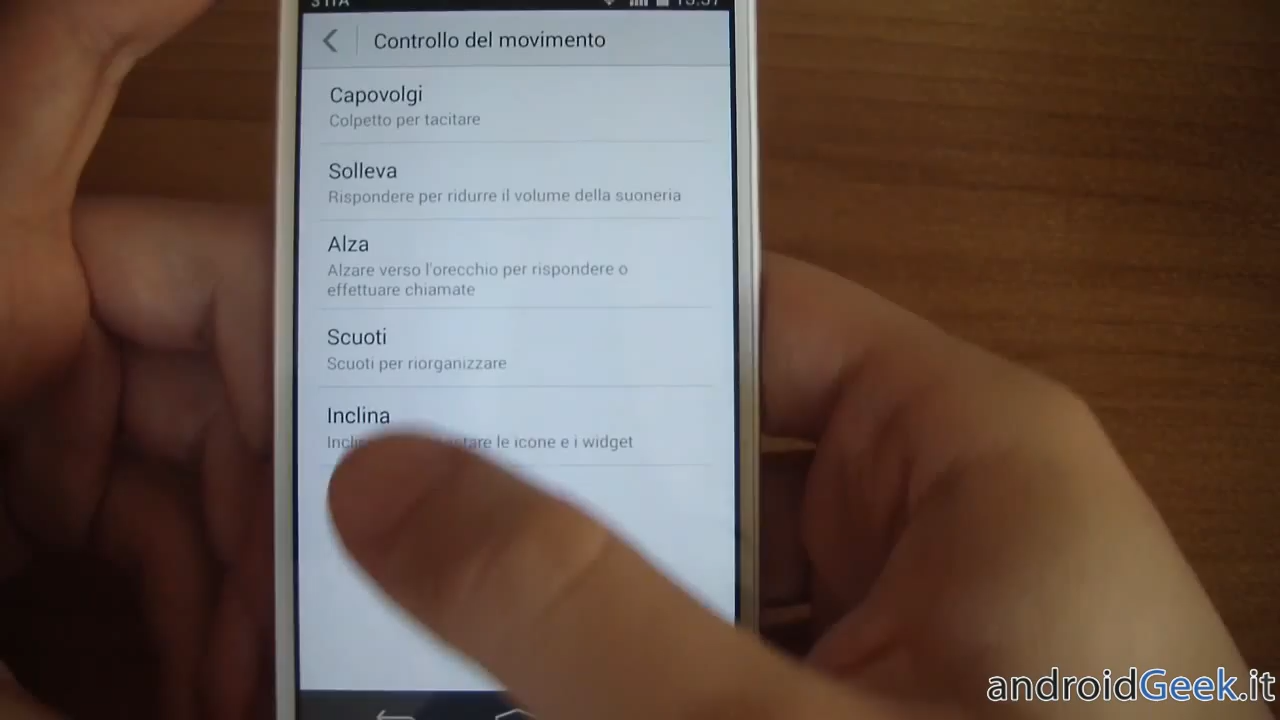 Controllo del movimento
Capovolgi
Colpetto per tacitare
Solleva
Rispondere per ridurre il volume della suoneria
Alza
Alzare verso l'orecchio per rispondere o
effettuare chiamate
Scuoti
Scuoti per riorganizzare
Inclina
le icone e i widget
androidGeek.it